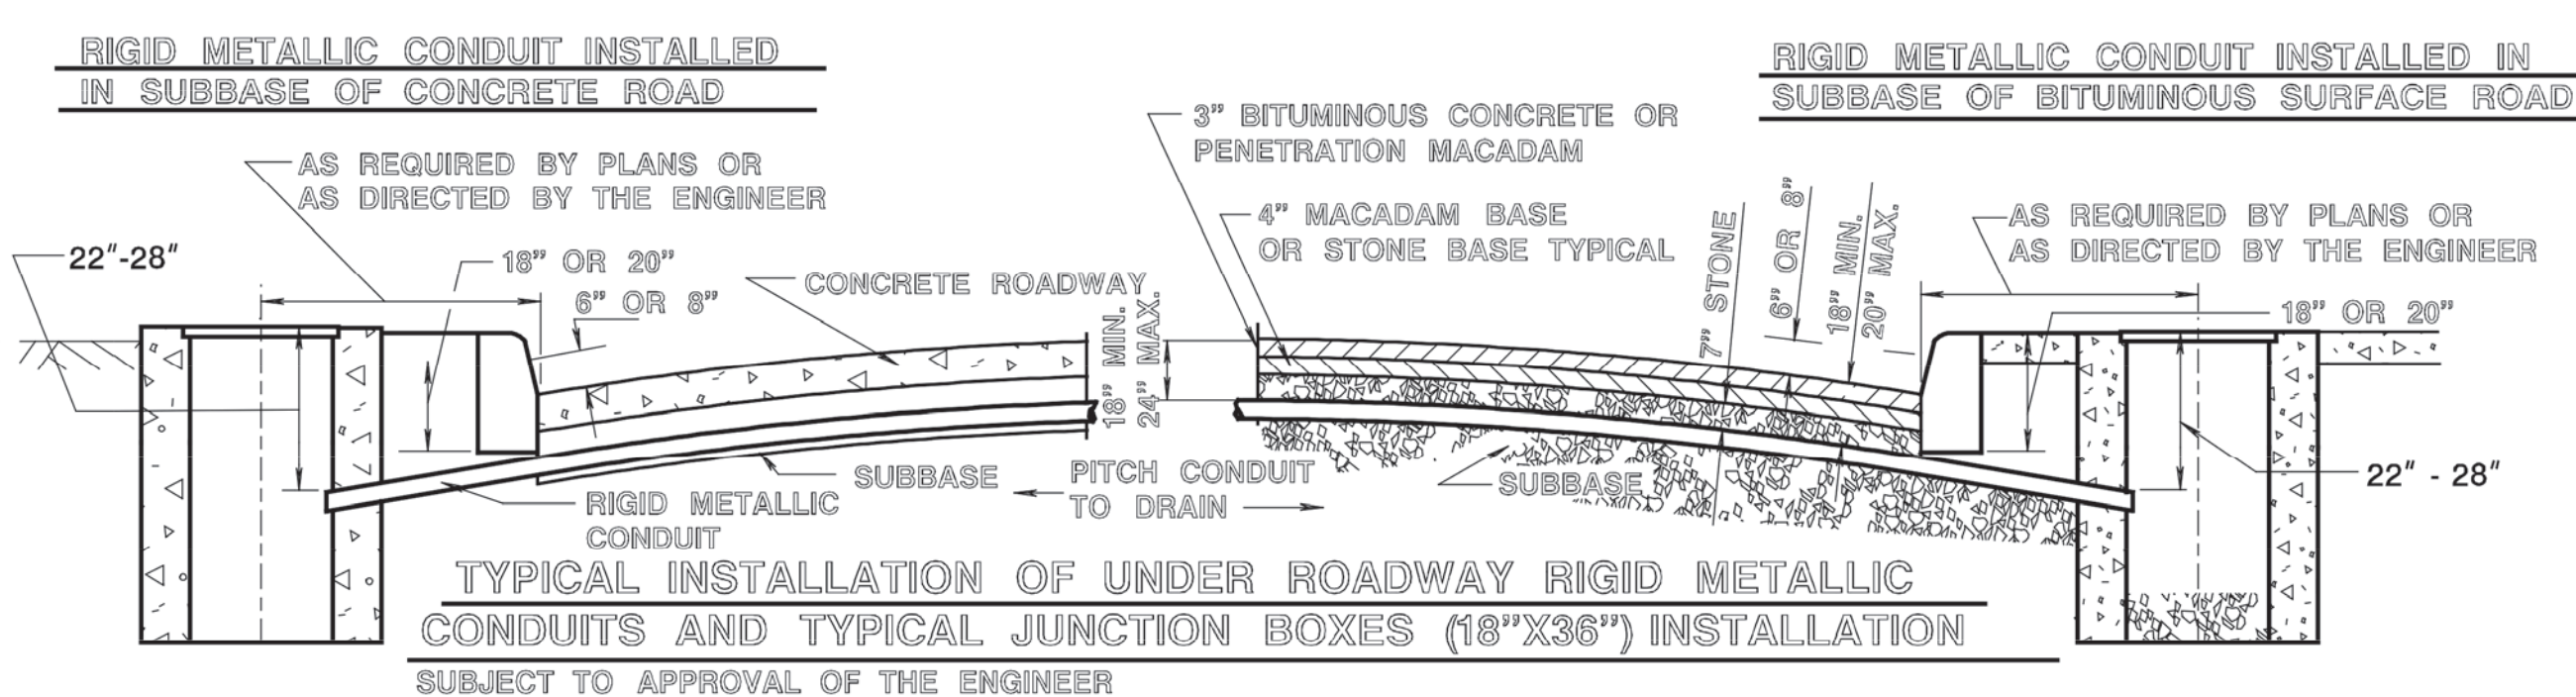 RIGID METALLIC CONDUIT INSTALLED
IN SUBBASE OF CONCRETE ROAD
RIGID METALLIC CONDUIT INSTALLED IN
SUBBASE OF BITUMINOUS SURFACE ROAD
3" BITUMINOUS CONCRETE OR
PENETRATION MACADAM
AS REQUIRED BY PLANS OR
AS DIRECTED BY THE ENGINEER
4" MACADAM BASE
OR STONE BASE TYPICAL
7" STONE
6" OR 8"
18" MIN.
20" MAX.
AS REQUIRED BY PLANS OR
AS DIRECTED BY THE ENGINEER
22"-28"
18" OR 20"
6" OR 8"
CONCRETE ROADWAY
18" MIN.
24" MAX.
18" OR 20"
SUBBASE
RIGID METALLIC
CONDUIT
PITCH CONDUIT
TO DRAIN
SUBBASE
22" - 28"
TYPICAL INSTALLATION OF UNDER ROADWAY RIGID METALLIC
CONDUITS AND TYPICAL JUNCTION BOXES (18"X36") INSTALLATION
SUBJECT TO APPROVAL OF THE ENGINEER